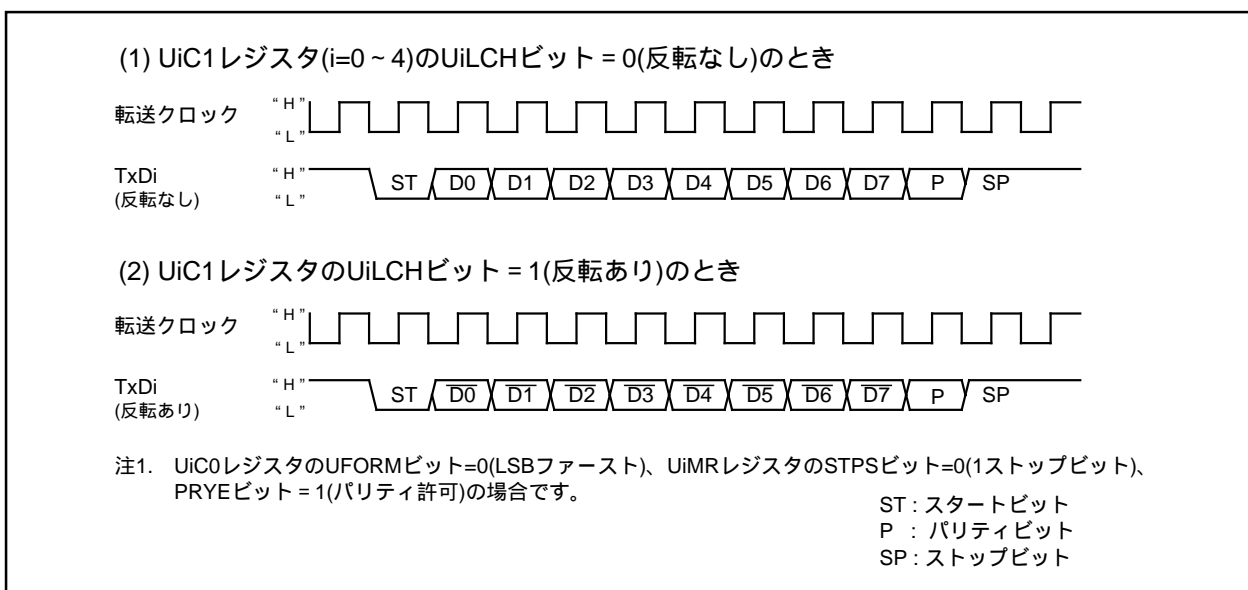 (1) UiC1レジスタ(i=0~4)のUiLCHビット = 0(反転なし)のとき
転送クロック
“H”
“L”
TxDi
(反転なし)
“H”
“L”
ST D0 D1 D2 D3 D4 D5 D6 D7 P SP
(2) UiC1レジスタのUiLCHビット = 1(反転あり)のとき
転送クロック
“H”
“L”
TxDi
(反転あり)
“H”
“L”
ST D̅0̅ D̅1̅ D̅2̅ D̅3̅ D̅4̅ D̅5̅ D̅6̅ D̅7̅ P SP
注1. UiC0レジスタのUFORMビット=0(LSBファースト)、UiMRレジスタのSTPSビット=0(1ストップビット)、
PRYEビット = 1(パリティ許可)の場合です。
ST : スタートビット
P : パリティビット
SP : ストップビット